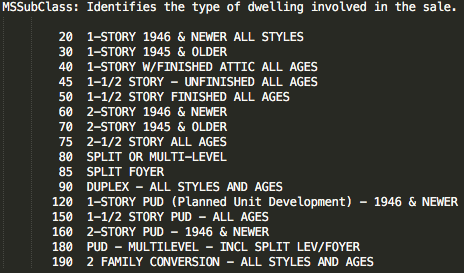 MSSubClass: Identifies the type of dwelling involved in the sale.
20 1-STORY 1946 & NEWER ALL STYLES
30 1-STORY 1945 & OLDER
40 1-STORY W/FINISHED ATTIC ALL AGES
45 1-1/2 STORY - UNFINISHED ALL AGES
50 1-1/2 STORY FINISHED ALL AGES
60 2-STORY 1946 & NEWER
70 2-STORY 1945 & OLDER
75 2-1/2 STORY ALL AGES
80 SPLIT OR MULTI-LEVEL
85 SPLIT FOYER
90 DUPLEX - ALL STYLES AND AGES
120 1-STORY PUD (Planned Unit Development) - 1946 & NEWER
150 1-1/2 STORY PUD - ALL AGES
160 2-STORY PUD - 1946 & NEWER
180 PUD - MULTILEVEL - INCL SPLIT LEV/FOYER
190 2 FAMILY CONVERSION - ALL STYLES AND AGES